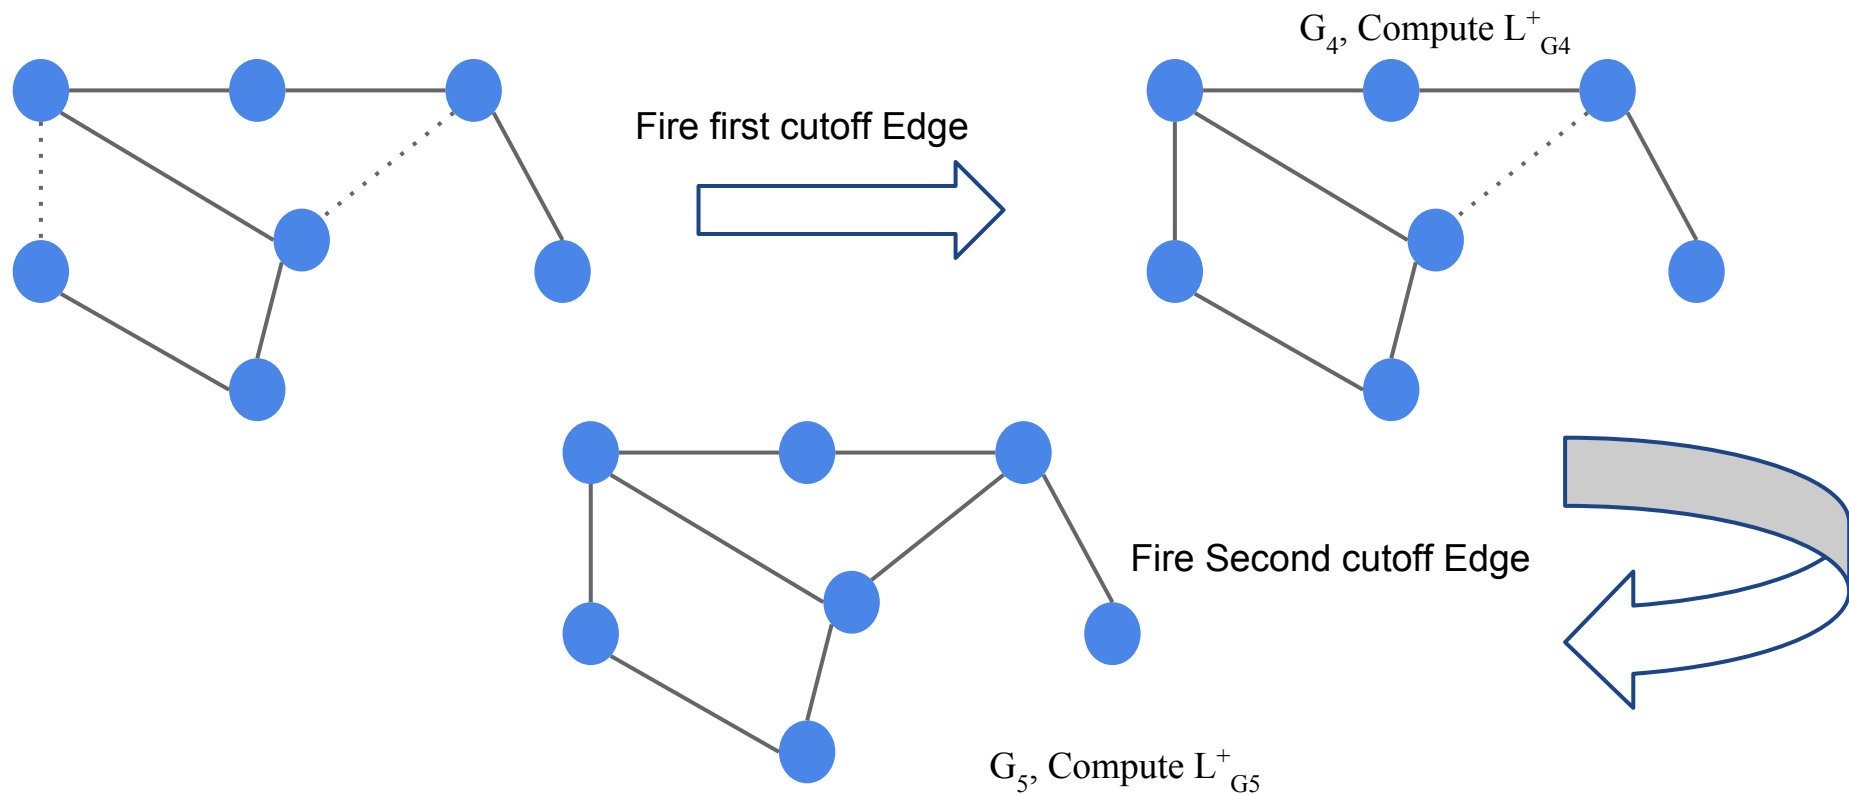 G₄, Compute L⁺G4
Fire first cutoff Edge
Fire Second cutoff Edge
G₅, Compute L⁺G5